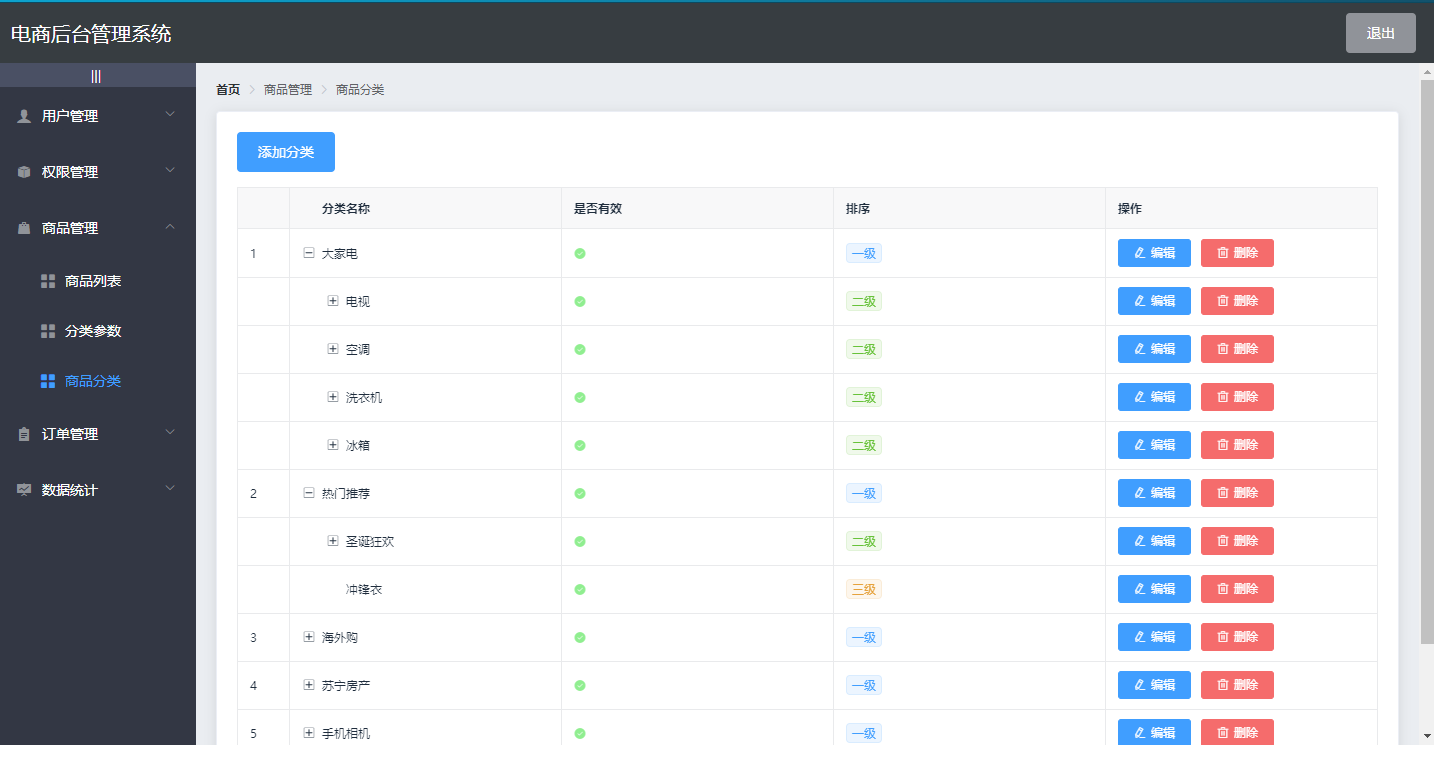 电商后台管理系统
退出
|||
用户管理
权限管理
商品管理
商品列表
分类参数
商品分类
订单管理
数据统计
首页 > 商品管理 > 商品分类
添加分类
分类名称 是否有效 排序 操作
1 大家电 一级 编辑 删除
电视 二级 编辑 删除
空调 二级 编辑 删除
洗衣机 二级 编辑 删除
冰箱 二级 编辑 删除
2 热门推荐 一级 编辑 删除
圣诞狂欢 二级 编辑 删除
冲锋衣 三级 编辑 删除
3 海外购 一级 编辑 删除
4 苏宁房产 一级 编辑 删除
5 手机相机 一级 编辑 删除